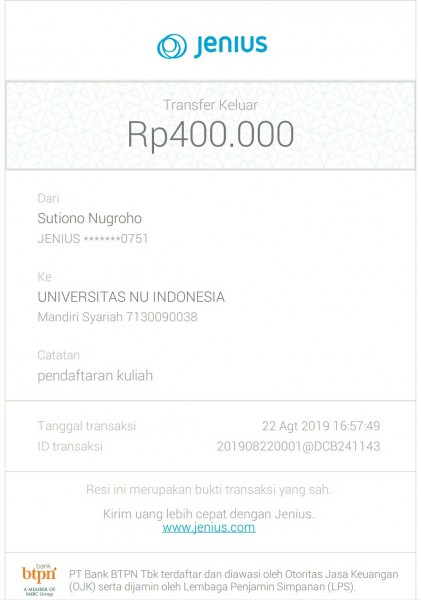 Jenius
Transfer Keluar
Rp400.000
Dari
Sutiono Nugroho
JENIUS *******0751
Ke
UNIVERSITAS NU INDONESIA
Mandiri Syariah 7130090038
Catatan
pendaftaran kuliah
Tanggal transaksi 22 Agt 2019 16:57:49
ID transaksi 201908220001@DCB241143
Resi ini merupakan bukti transaksi yang sah.
Kirim uang lebih cepat dengan Jenius.
www.jenius.com
bank
btpn
A MEMBER OF
SMBC Group
PT Bank BTPN Tbk terdaftar dan diawasi oleh Otoritas Jasa Keuangan
(OJK) serta dijamin oleh Lembaga Penjamin Simpanan (LPS).